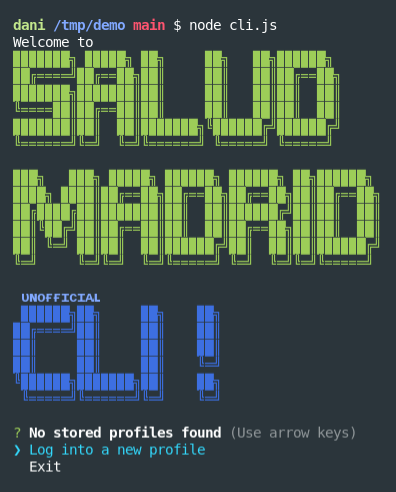 dani /tmp/demo main $ node cli.js
Welcome to
SALUD
MADRID
UNOFFICIAL
CLI !
? No stored profiles found (Use arrow keys)
❯ Log into a new profile
Exit